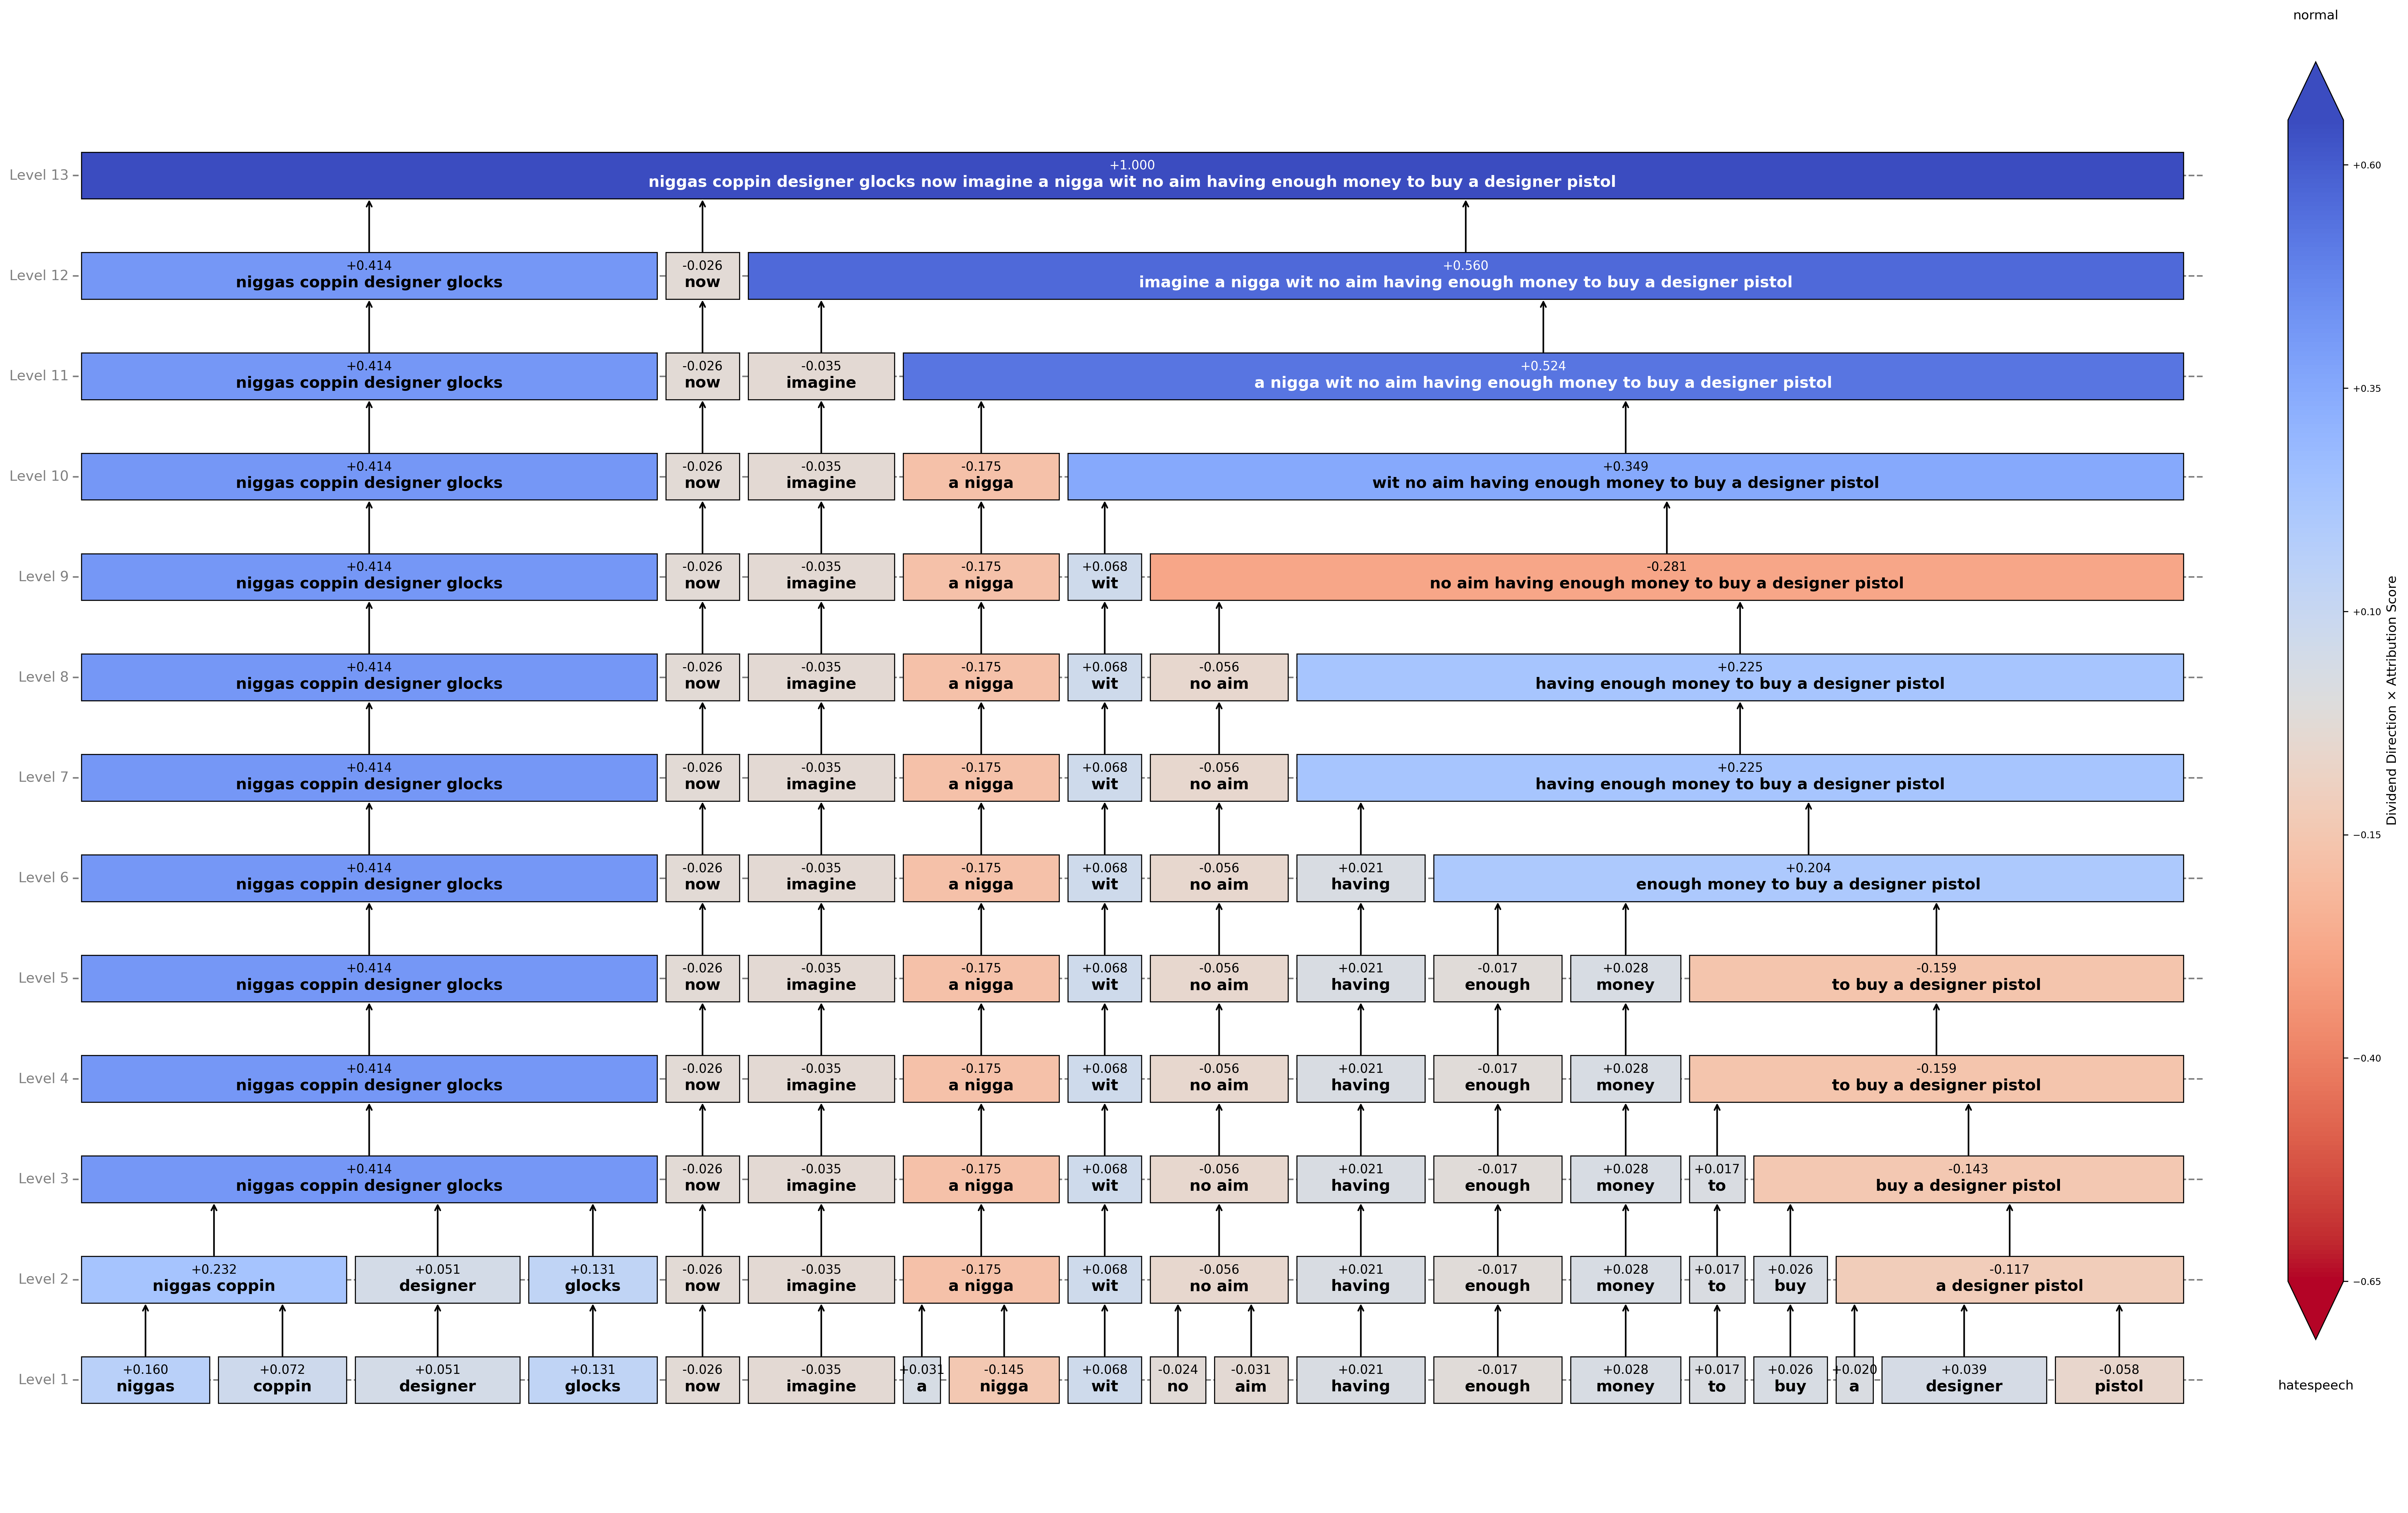 normal
Level 13
+1.000
niggas coppin designer glocks now imagine a nigga wit no aim having enough money to buy a designer pistol
Level 12
+0.414 -0.026 +0.560
niggas coppin designer glocks now imagine a nigga wit no aim having enough money to buy a designer pistol
Level 11
+0.414 -0.026 -0.035 +0.524
niggas coppin designer glocks now imagine a nigga wit no aim having enough money to buy a designer pistol
Level 10
+0.414 -0.026 -0.035 -0.175 +0.349
niggas coppin designer glocks now imagine a nigga wit no aim having enough money to buy a designer pistol
Level 9
+0.414 -0.026 -0.035 -0.175 +0.068 -0.281
niggas coppin designer glocks now imagine a nigga wit no aim having enough money to buy a designer pistol
Level 8
+0.414 -0.026 -0.035 -0.175 +0.068 -0.056 +0.225
niggas coppin designer glocks now imagine a nigga wit no aim having enough money to buy a designer pistol
Level 7
+0.414 -0.026 -0.035 -0.175 +0.068 -0.056 +0.225
niggas coppin designer glocks now imagine a nigga wit no aim having enough money to buy a designer pistol
Level 6
+0.414 -0.026 -0.035 -0.175 +0.068 -0.056 +0.021 +0.204
niggas coppin designer glocks now imagine a nigga wit no aim having enough money to buy a designer pistol
Level 5
+0.414 -0.026 -0.035 -0.175 +0.068 -0.056 +0.021 -0.017 +0.028 -0.159
niggas coppin designer glocks now imagine a nigga wit no aim having enough money to buy a designer pistol
Level 4
+0.414 -0.026 -0.035 -0.175 +0.068 -0.056 +0.021 -0.017 +0.028 -0.159
niggas coppin designer glocks now imagine a nigga wit no aim having enough money to buy a designer pistol
Level 3
+0.414 -0.026 -0.035 -0.175 +0.068 -0.056 +0.021 -0.017 +0.028 +0.017 -0.143
niggas coppin designer glocks now imagine a nigga wit no aim having enough money to buy a designer pistol
Level 2
+0.232 +0.051 +0.131 -0.026 -0.035 -0.175 +0.068 -0.056 +0.021 -0.017 +0.028 +0.017 +0.026 -0.117
niggas coppin designer glocks now imagine a nigga wit no aim having enough money to buy a designer pistol
Level 1
+0.160 +0.072 +0.051 +0.131 -0.026 -0.035 +0.031 -0.145 +0.068 -0.024 -0.031 +0.021 -0.017 +0.028 +0.017 +0.026 +0.020 +0.039 -0.058
niggas coppin designer glocks now imagine a nigga wit no aim having enough money to buy a designer pistol
+0.60
+0.35
+0.10
−0.15
−0.40
−0.65
Dividend Direction × Attribution Score
hatespeech